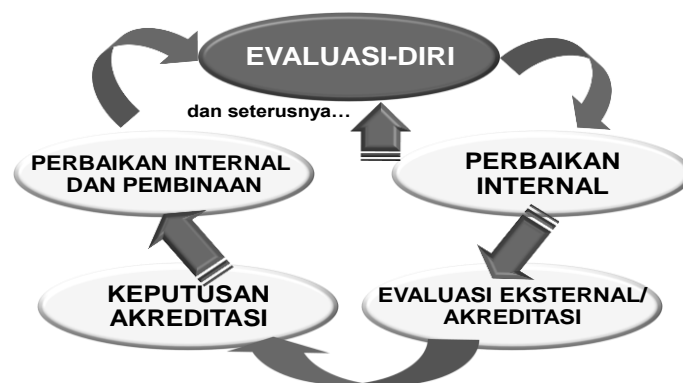 EVALUASI-DIRI
dan seterusnya…
PERBAIKAN INTERNAL
DAN PEMBINAAN
PERBAIKAN
INTERNAL
KEPUTUSAN
AKREDITASI
EVALUASI EKSTERNAL/
AKREDITASI